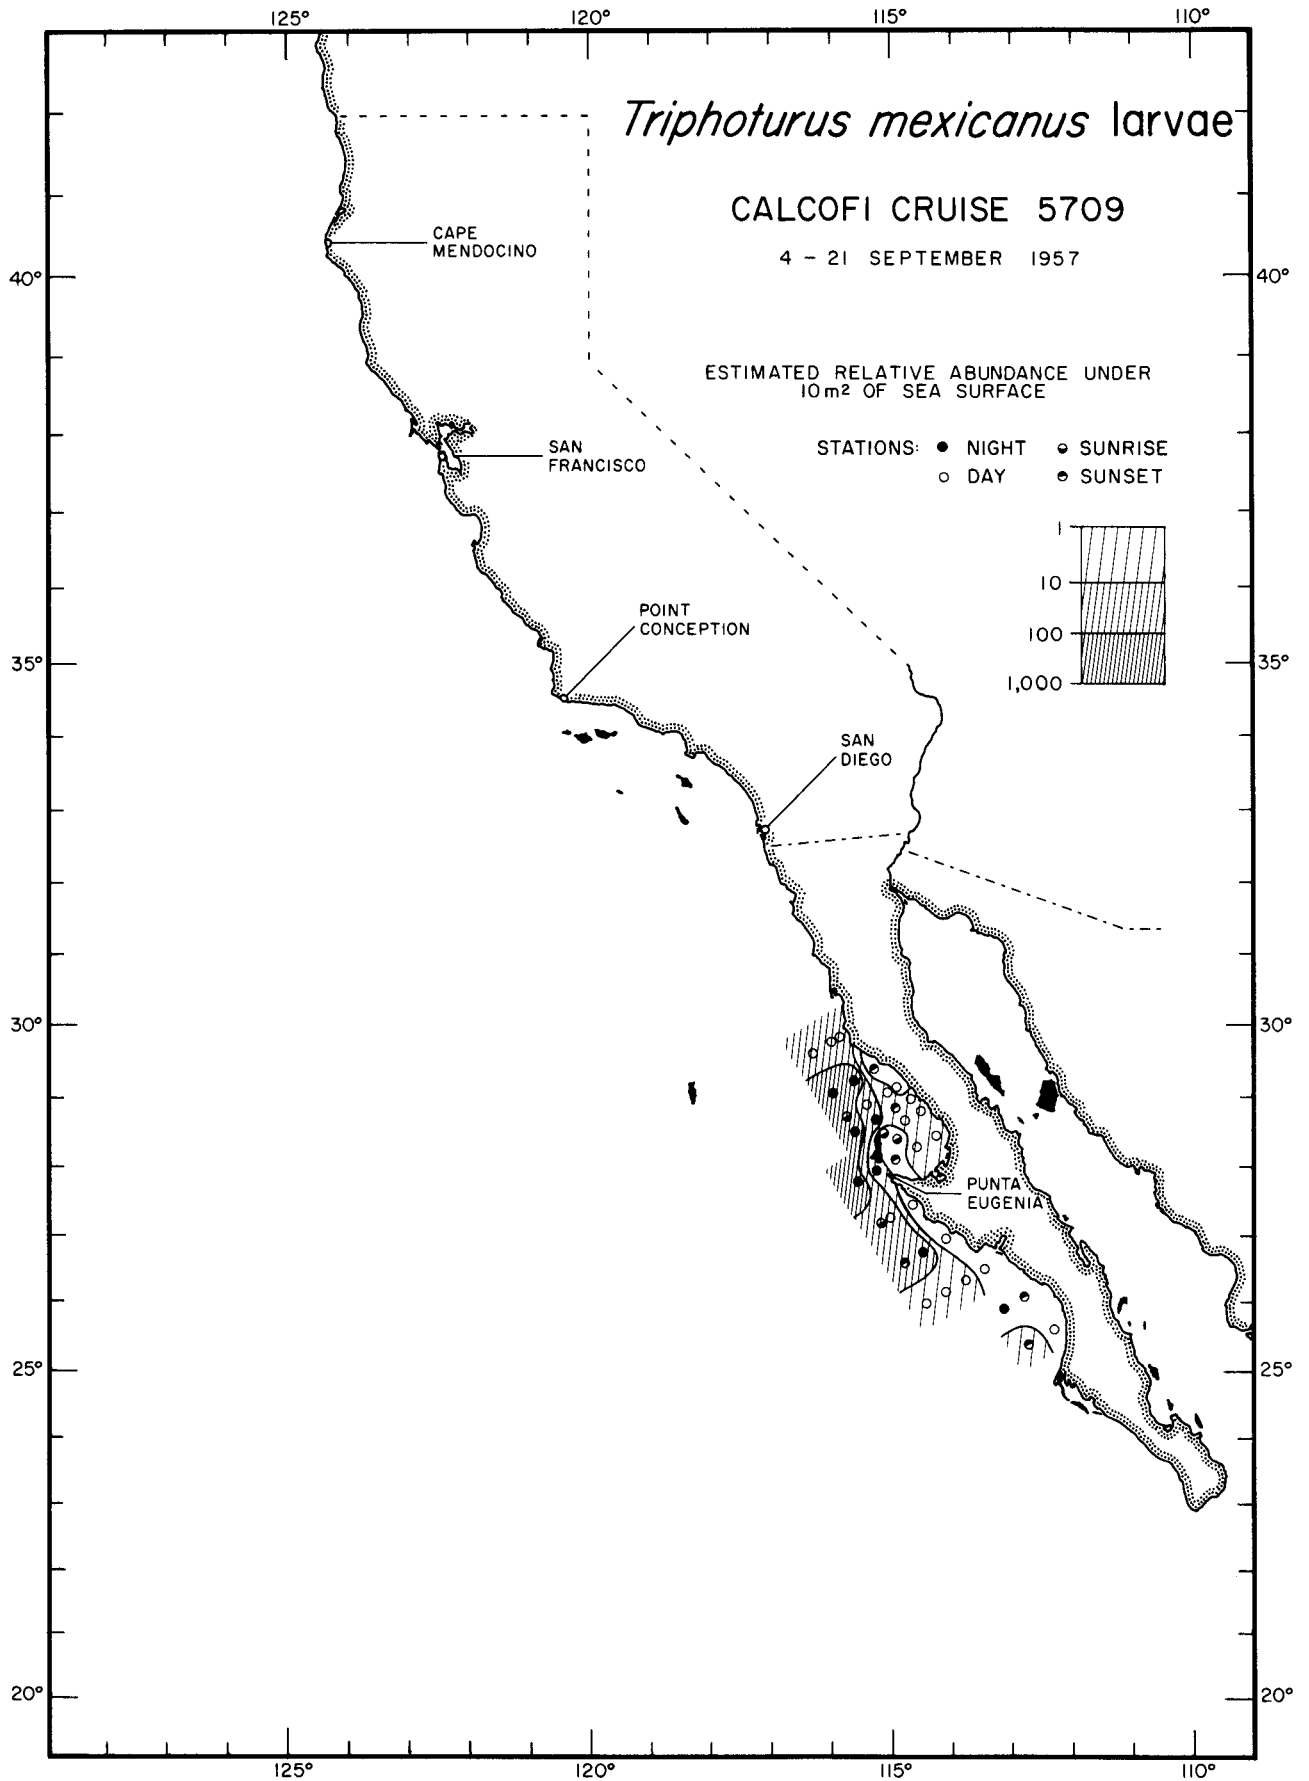 125° 120° 115° 110°
Triphoturus mexicanus larvae
CALCOFI CRUISE 5709
4 - 21 SEPTEMBER 1957
CAPE
MENDOCINO
40° 40°
ESTIMATED RELATIVE ABUNDANCE UNDER
10m² OF SEA SURFACE
STATIONS: NIGHT SUNRISE
DAY SUNSET
SAN
FRANCISCO
1
10
100
1,000
POINT
CONCEPTION
35° 35°
SAN
DIEGO
30° 30°
PUNTA
EUGENIA
25° 25°
20° 20°
125° 120° 115° 110°